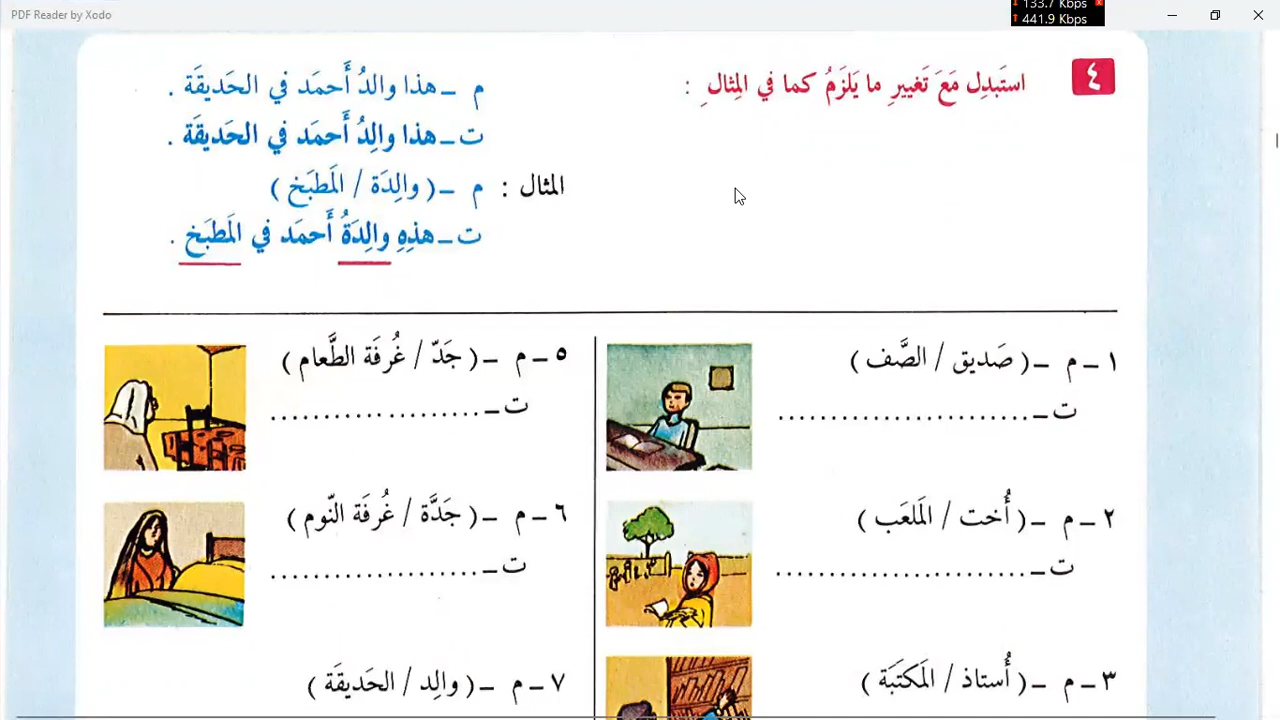 PDF Reader by Xodo
133.7 Kbps
441.9 Kbps
٤ استَبدِل مَعَ تَغييرِ ما يَلزَمُ كما في المِثالِ :
م ـ هذا والدُ أَحمَد في الحَديقَة .
ت ـ هذا والِدُ أَحمَد في الحَديقَة .
المثال : م ـ ( والِدَة / المَطبَخ )
ت ـ هذِهِ والِدَةُ أَحمَد في المَطبَخ .
١ ـ م ـ ( صَديق / الصَّف )
ت ـ ........................
٢ ـ م ـ ( أُخت / المَلعَب )
ت ـ ........................
٣ ـ م ـ ( أُستاذ / المَكتَبَة )
٥ ـ م ـ ( جَدّ / غُرفَة الطَّعام )
ت ـ ....................
٦ ـ م ـ ( جَدَّة / غُرفَة النّوم )
ت ـ ....................
٧ ـ م ـ ( والِد / الحَديقَة )